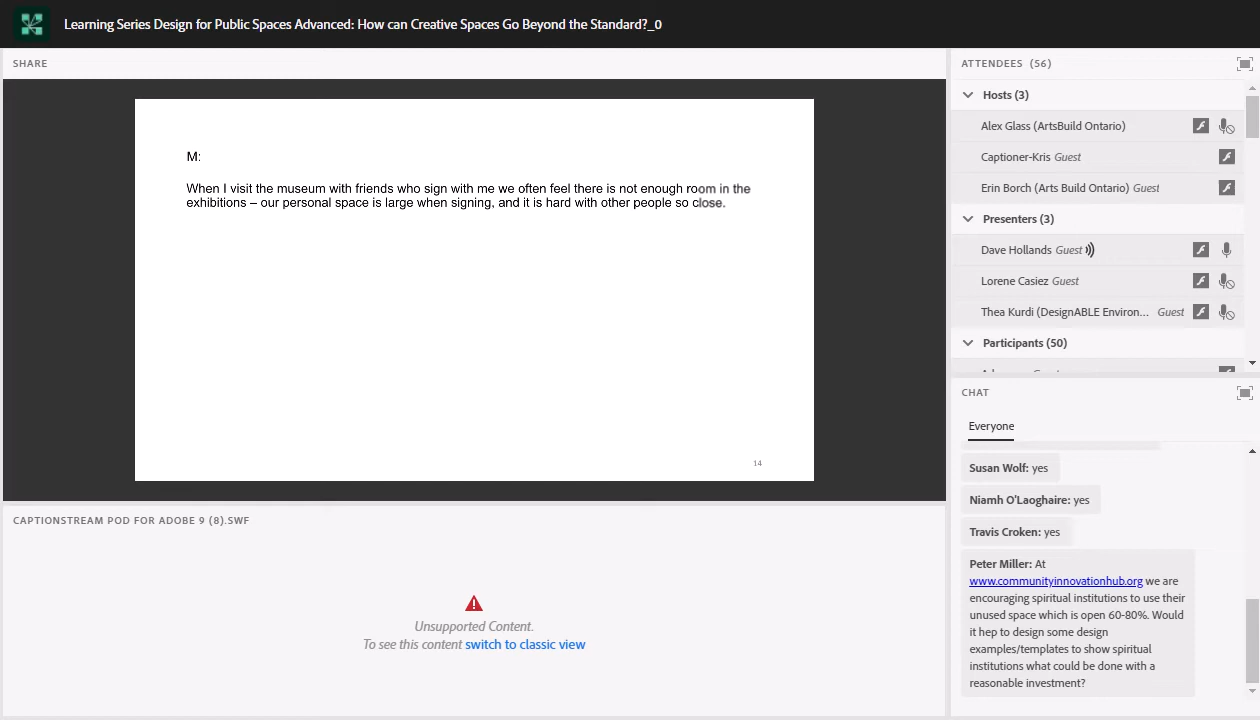 Learning Series Design for Public Spaces Advanced: How can Creative Spaces Go Beyond the Standard?_0
SHARE
M:
When I visit the museum with friends who sign with me we often feel there is not enough room in the
exhibitions – our personal space is large when signing, and it is hard with other people so close.
14
CAPTIONSTREAM POD FOR ADOBE 9 (8).SWF
Unsupported Content.
To see this content switch to classic view
ATTENDEES (56)
Hosts (3)
Alex Glass (ArtsBuild Ontario)
Captioner-Kris Guest
Erin Borch (Arts Build Ontario) Guest
Presenters (3)
Dave Hollands Guest
Lorene Casiez Guest
Thea Kurdi (DesignABLE Environ... Guest
Participants (50)
CHAT
Everyone
Susan Wolf: yes
Niamh O'Laoghaire: yes
Travis Croken: yes
Peter Miller: At
www.communityinnovationhub.org we are
encouraging spiritual institutions to use their
unused space which is open 60-80%. Would
it hep to design some design
examples/templates to show spiritual
institutions what could be done with a
reasonable investment?